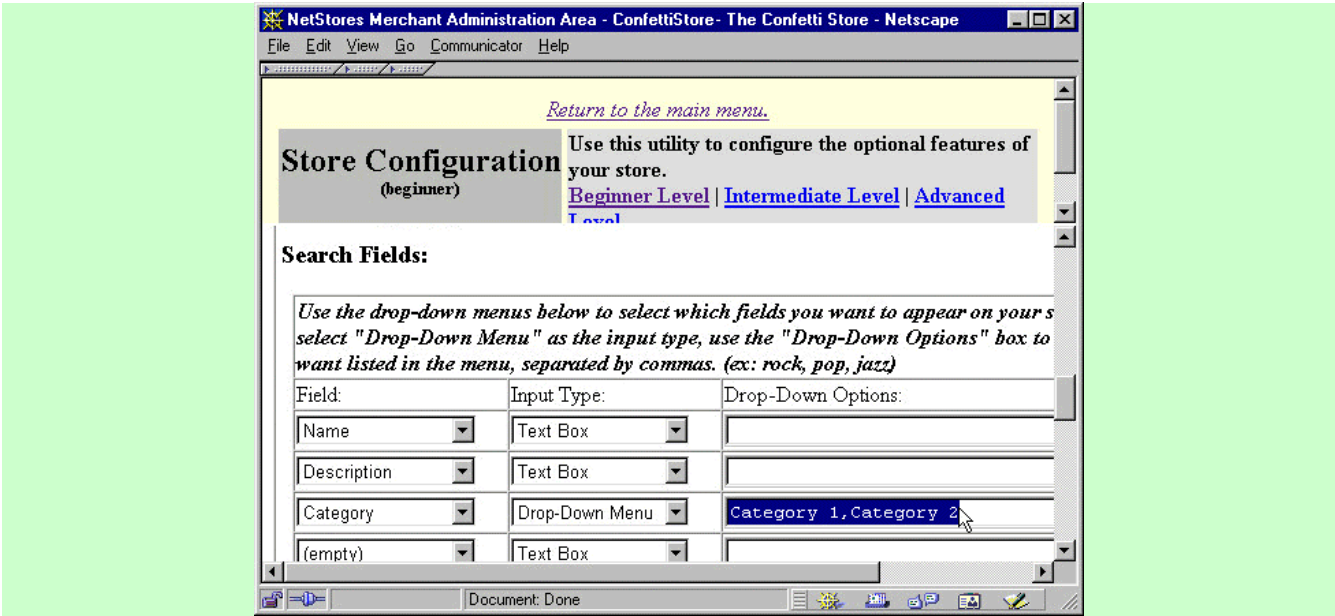 NetStores Merchant Administration Area - ConfettiStore- The Confetti Store - Netscape
File Edit View Go Communicator Help
Return to the main menu.
Store Configuration
(beginner)
Use this utility to configure the optional features of
your store.
Beginner Level | Intermediate Level | Advanced
Level
Search Fields:
Use the drop-down menus below to select which fields you want to appear on your s
select "Drop-Down Menu" as the input type, use the "Drop-Down Options" box to
want listed in the menu, separated by commas. (ex: rock, pop, jazz)
Field: Input Type: Drop-Down Options:
Name Text Box
Description Text Box
Category Drop-Down Menu Category 1,Category 2
(empty) Text Box
Document: Done